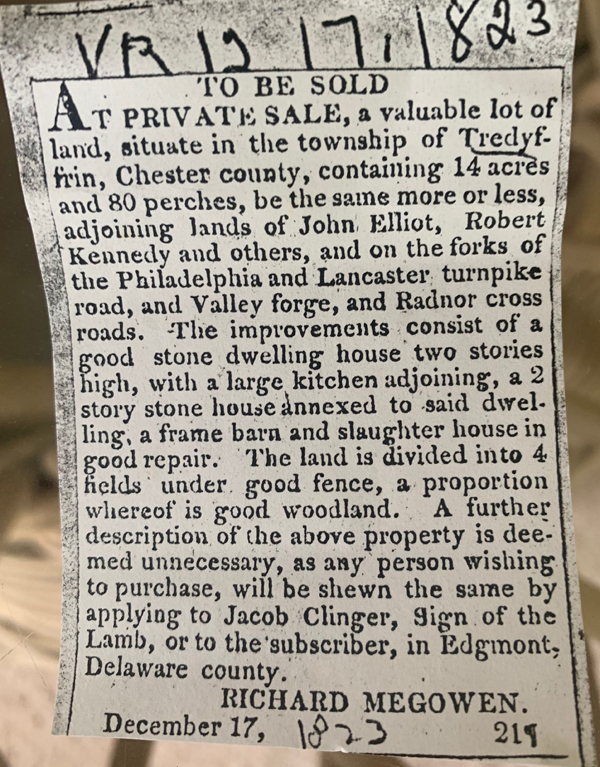 VR 12 17, 1823
TO BE SOLD
AT PRIVATE SALE, a valuable lot of
land, situate in the township of Tredyf-
frin, Chester county, containing 14 acres
and 80 perches, be the same more or less,
adjoining lands of John Elliot, Robert
Kennedy and others, and on the forks of
the Philadelphia and Lancaster turnpike
road, and Valley forge, and Radnor cross
roads. The improvements consist of a
good stone dwelling house two stories
high, with a large kitchen adjoining, a 2
story stone house annexed to said dwel-
ling, a frame barn and slaughter house in
good repair. The land is divided into 4
fields under good fence, a proportion
whereof is good woodland. A further
description of the above property is dee-
med unnecessary, as any person wishing
to purchase, will be shewn the same by
applying to Jacob Clinger, Sign of the
Lamb, or to the subscriber, in Edgmont,
Delaware county.
RICHARD MEGOWEN.
December 17, 1823 219